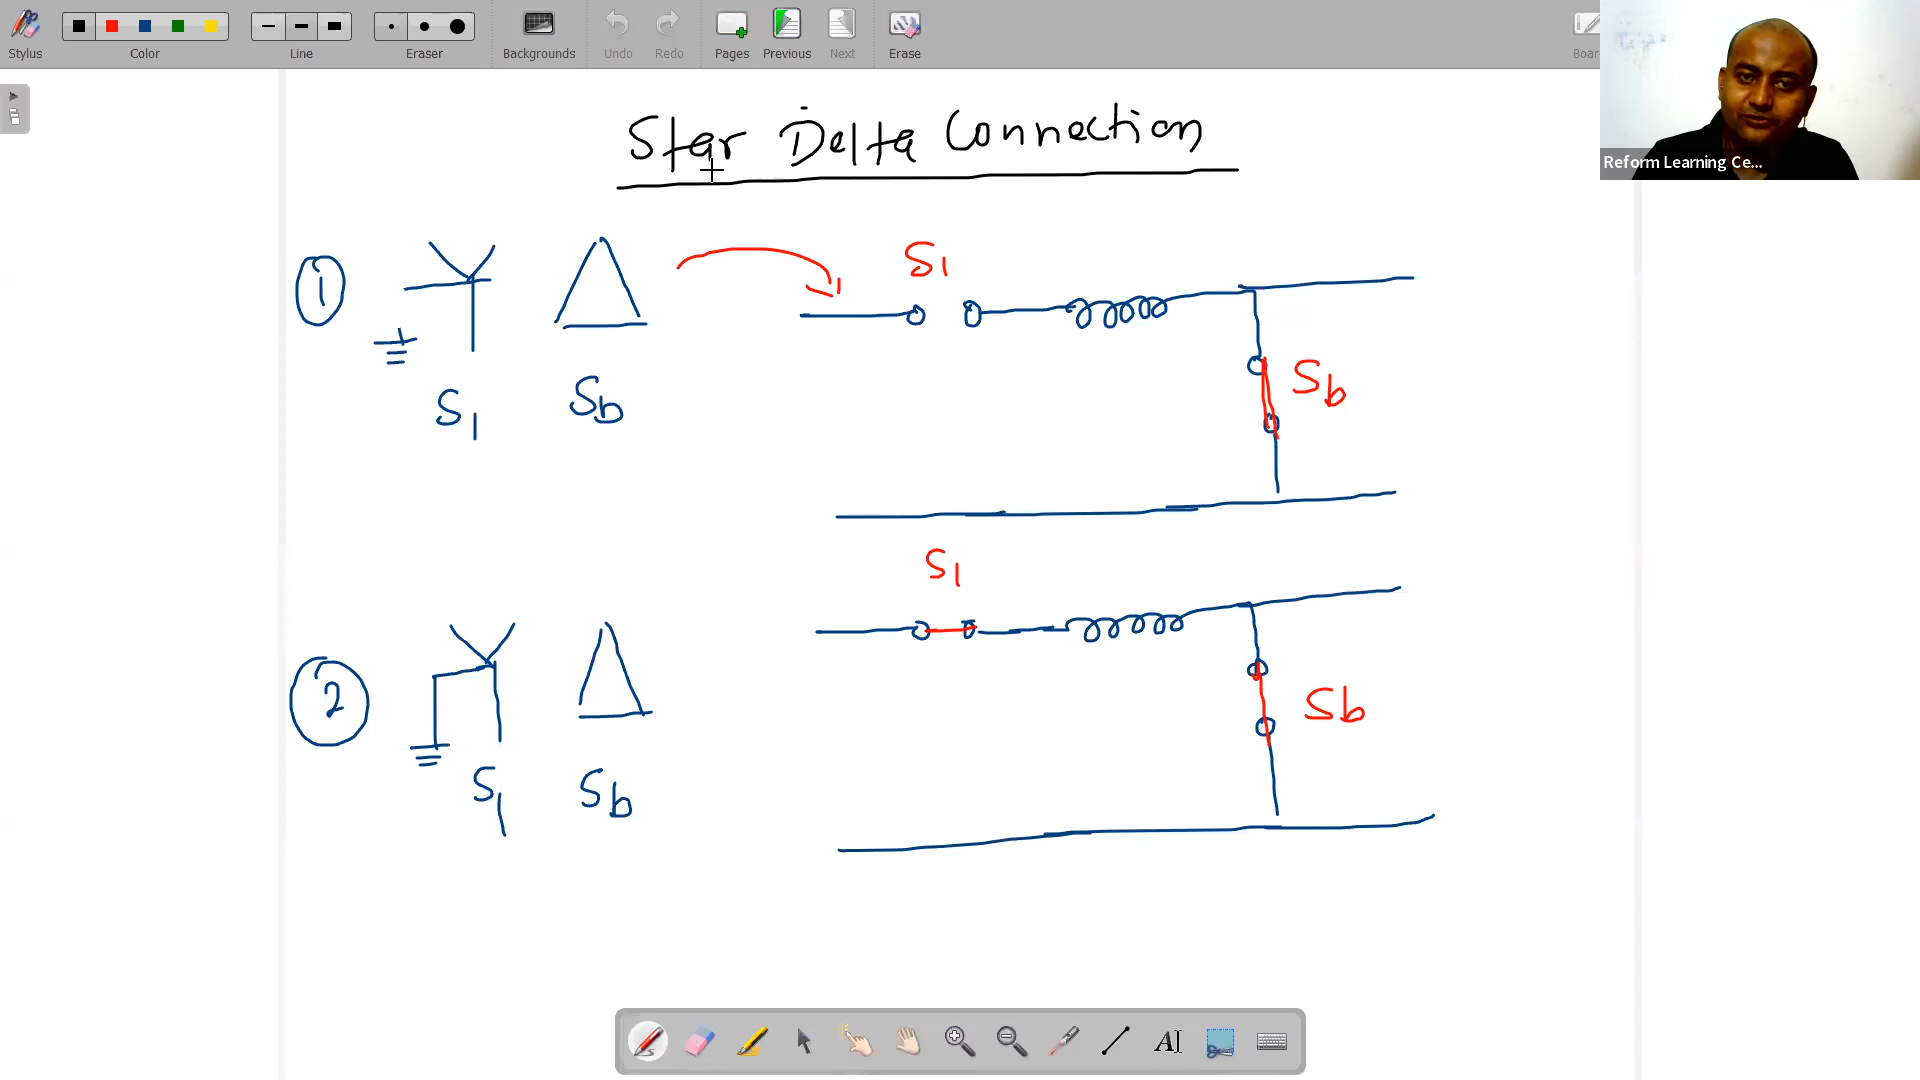 Stylus
Color
Line
Eraser
Backgrounds
Undo
Redo
Pages
Previous
Next
Erase
Reform Learning Ce...
Star Delta Connection
1
S1
Sb
S1
Sb
2
S1
Sb
S1
Sb